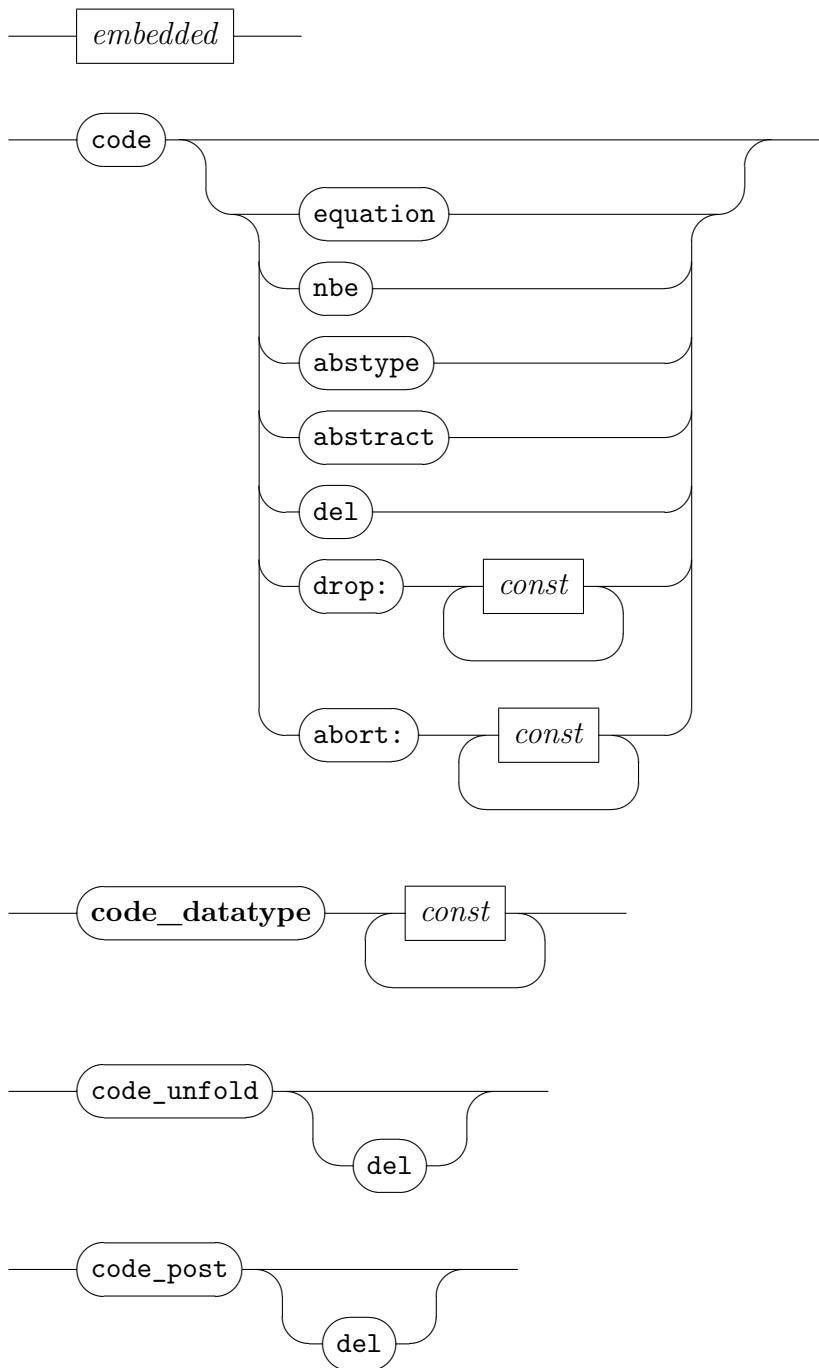 embedded
code
equation
nbe
abstype
abstract
del
drop: const
abort: const
code_datatype const
code_unfold
del
code_post
del